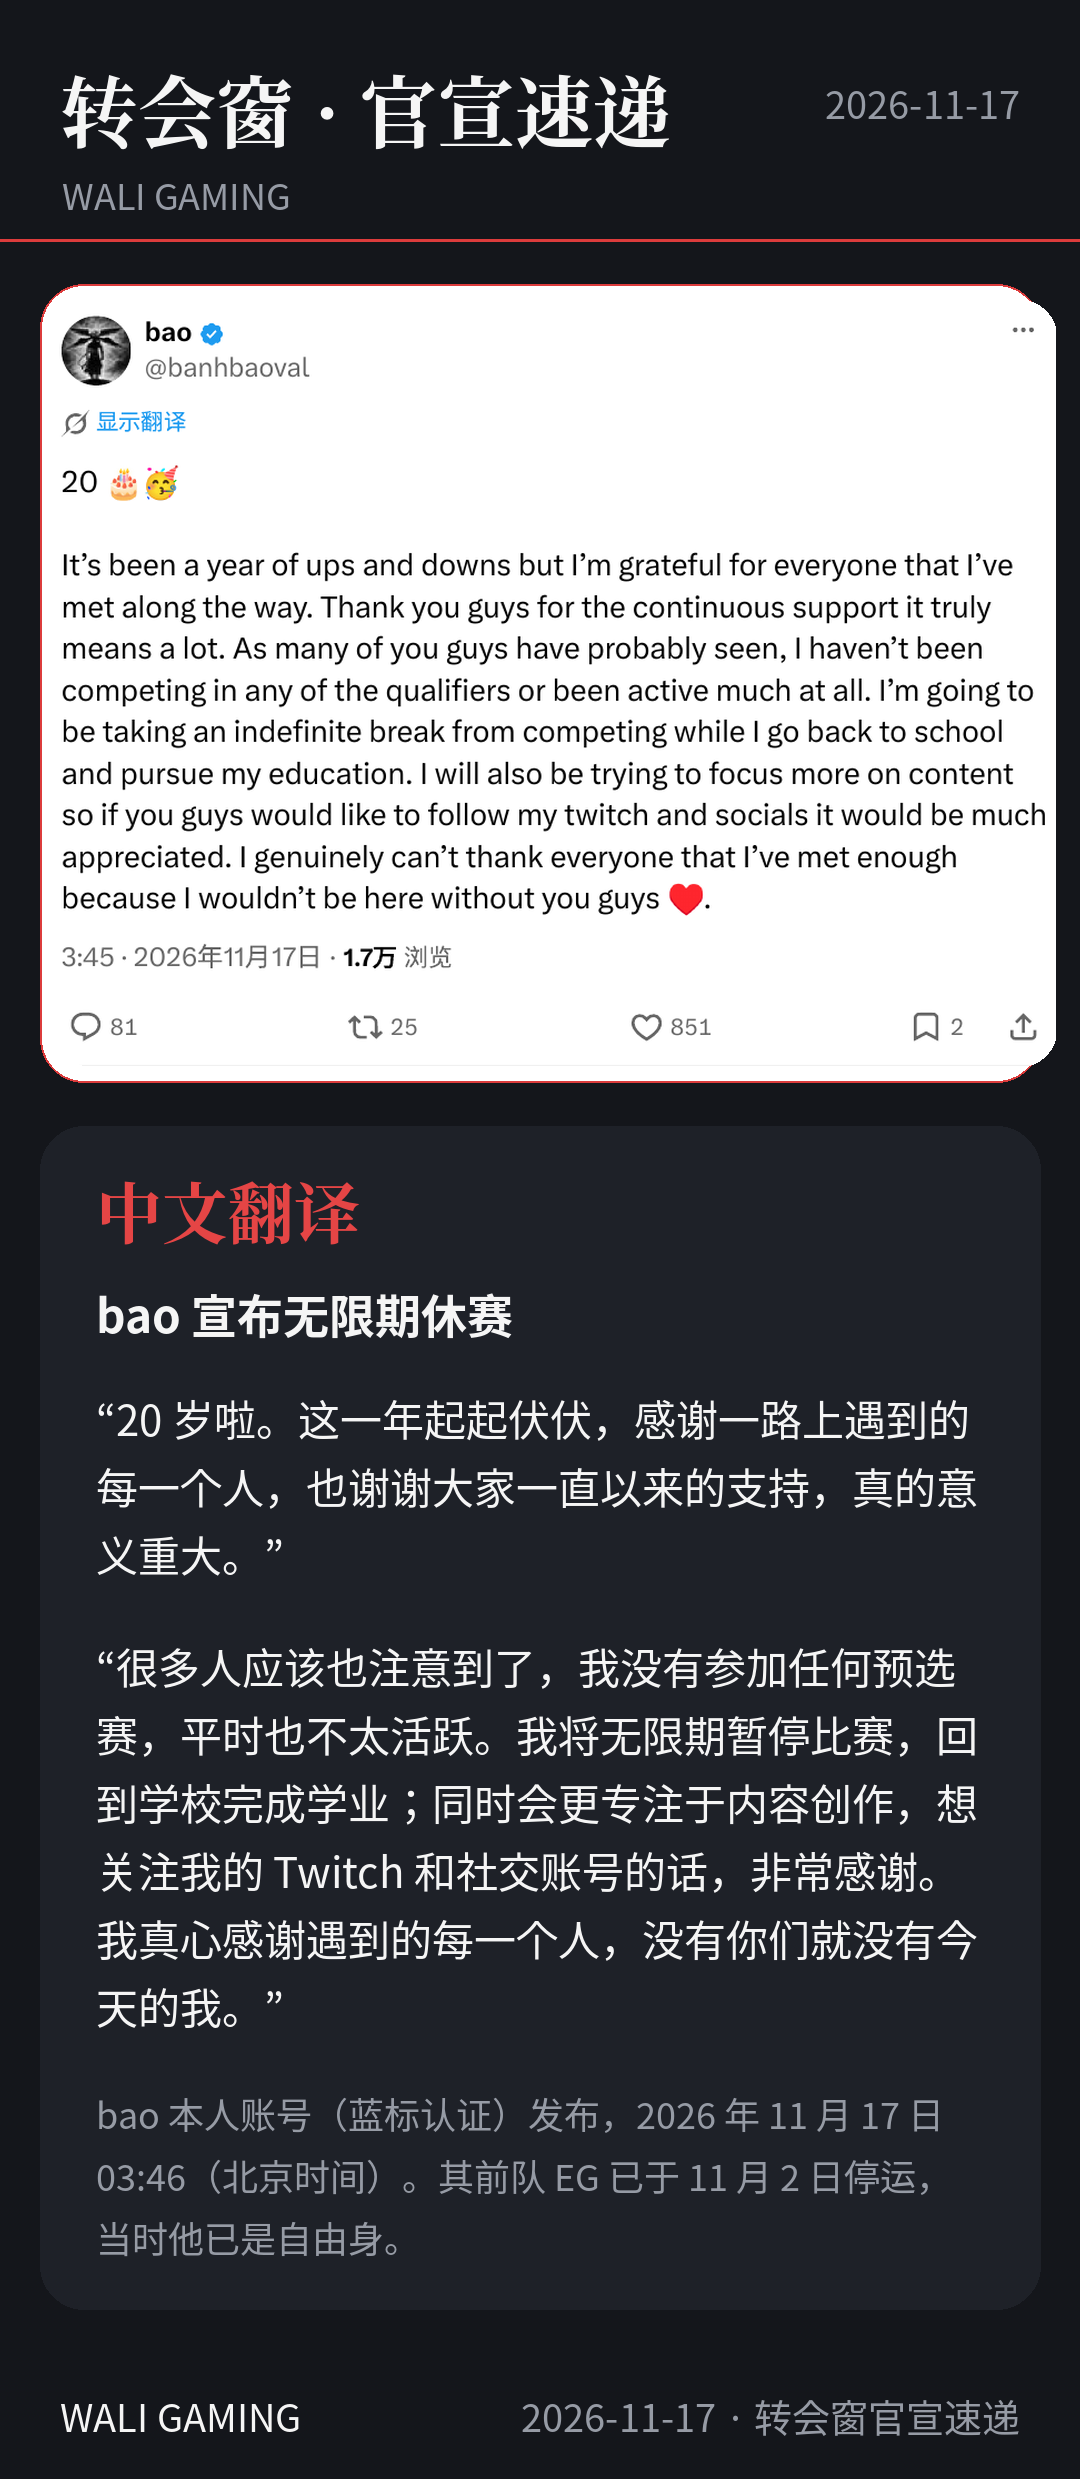 转会窗 · 官宣速递
2026-11-17
WALI GAMING
bao
@banhbaoval
显示翻译
20 🎂🥳
It’s been a year of ups and downs but I’m grateful for everyone that I’ve
met along the way. Thank you guys for the continuous support it truly
means a lot. As many of you guys have probably seen, I haven’t been
competing in any of the qualifiers or been active much at all. I’m going to
be taking an indefinite break from competing while I go back to school
and pursue my education. I will also be trying to focus more on content
so if you guys would like to follow my twitch and socials it would be much
appreciated. I genuinely can’t thank everyone that I’ve met enough
because I wouldn’t be here without you guys ♥️.
3:45 · 2026年11月17日 · 1.7万 浏览
81 25 851 2
中文翻译
bao 宣布无限期休赛
“20 岁啦。这一年起起伏伏，感谢一路上遇到的
每一个人，也谢谢大家一直以来的支持，真的意
义重大。”
“很多人应该也注意到了，我没有参加任何预选
赛，平时也不太活跃。我将无限期暂停比赛，回
到学校完成学业；同时会更专注于内容创作，想
关注我的 Twitch 和社交账号的话，非常感谢。
我真心感谢遇到的每一个人，没有你们就没有今
天的我。”
bao 本人账号（蓝标认证）发布，2026 年 11 月 17 日
03:46（北京时间）。其前队 EG 已于 11 月 2 日停运，
当时他已是自由身。
WALI GAMING
2026-11-17 · 转会窗官宣速递